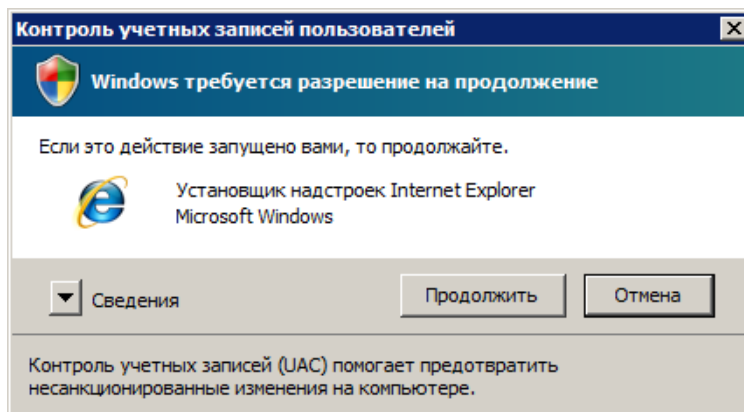 Контроль учетных записей пользователей
Windows требуется разрешение на продолжение
Если это действие запущено вами, то продолжайте.
Установщик надстроек Internet Explorer
Microsoft Windows
Сведения
Продолжить
Отмена
Контроль учетных записей (UAC) помогает предотвратить
несанкционированные изменения на компьютере.